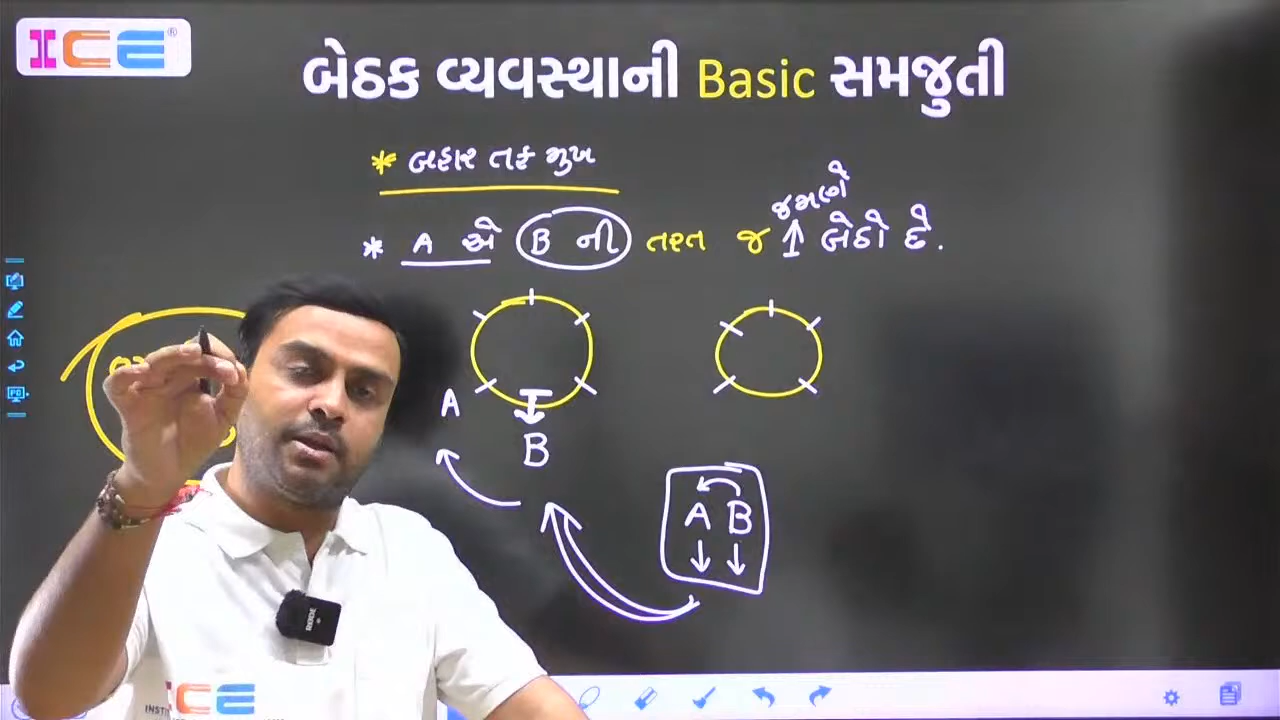 ICE®
બેઠક વ્યવસ્થાની Basic સમજુતી
* બહાર તરફ મુખ
જમણે
* A એ B ની તરત જ ↑ બેઠો છે.
A
B
A B
ICE